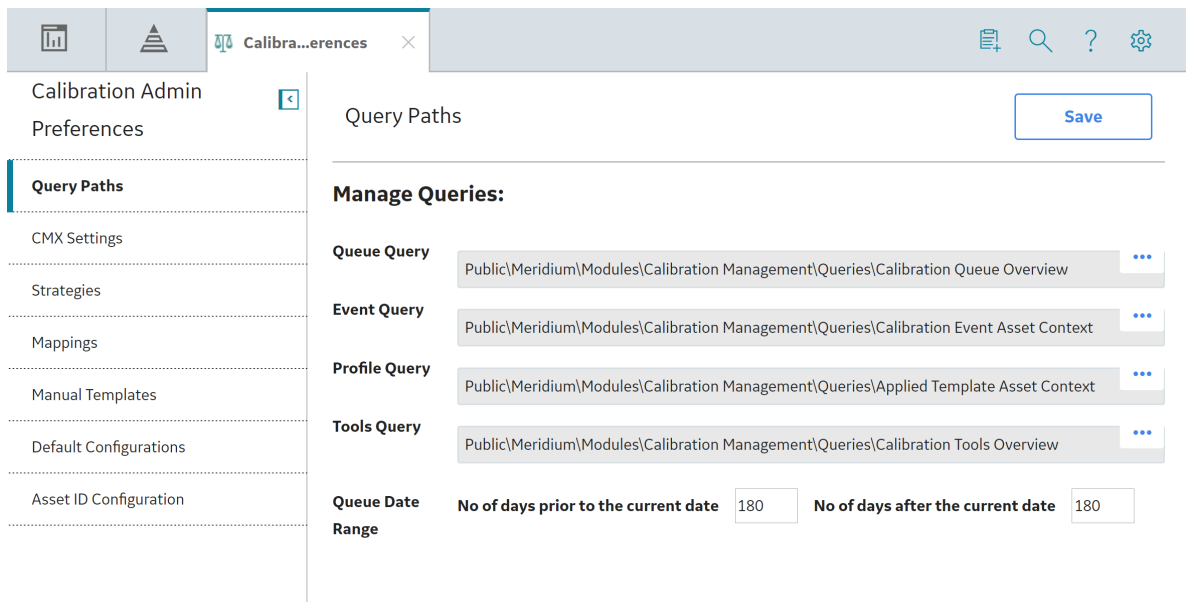 Calibra...erences
Calibration Admin
Preferences
Query Paths
CMX Settings
Strategies
Mappings
Manual Templates
Default Configurations
Asset ID Configuration
Query Paths
Save
Manage Queries:
Queue Query
Public\Meridium\Modules\Calibration Management\Queries\Calibration Queue Overview
Event Query
Public\Meridium\Modules\Calibration Management\Queries\Calibration Event Asset Context
Profile Query
Public\Meridium\Modules\Calibration Management\Queries\Applied Template Asset Context
Tools Query
Public\Meridium\Modules\Calibration Management\Queries\Calibration Tools Overview
Queue Date
Range
No of days prior to the current date 180 No of days after the current date 180